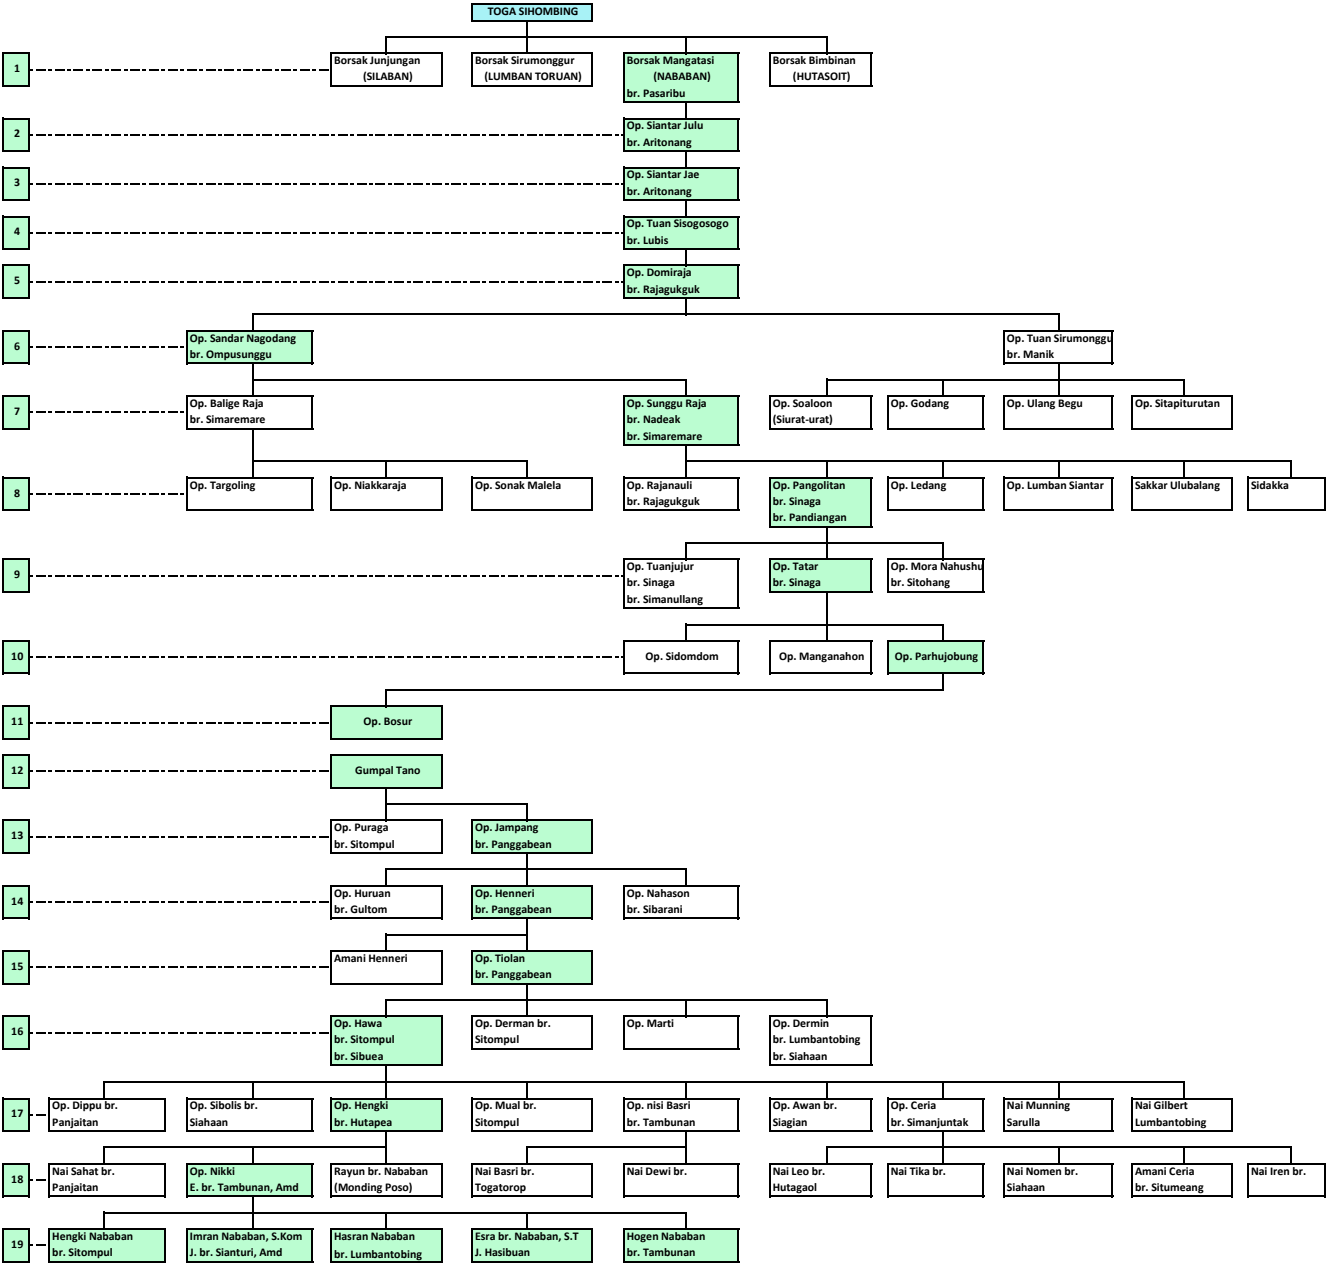 TOGA SIHOMBING
1
Borsak Junjungan
(SILABAN)
Borsak Sirumonggur
(LUMBAN TORUAN)
Borsak Mangatasi
(NABABAN)
br. Pasaribu
Borsak Bimbinan
(HUTASOIT)
2
Op. Siantar Julu
br. Aritonang
3
Op. Siantar Jae
br. Aritonang
4
Op. Tuan Sisogosogo
br. Lubis
5
Op. Domiraja
br. Rajagukguk
6
Op. Sandar Nagodang
br. Ompusunggu
Op. Tuan Sirumonggu
br. Manik
7
Op. Balige Raja
br. Simaremare
Op. Sunggu Raja
br. Nadeak
br. Simaremare
Op. Soaloon
(Siurat-urat)
Op. Godang
Op. Ulang Begu
Op. Sitapiturutan
8
Op. Targoling
Op. Niakkaraja
Op. Sonak Malela
Op. Rajanauli
br. Rajagukguk
Op. Pangolitan
br. Sinaga
br. Pandiangan
Op. Ledang
Op. Lumban Siantar
Sakkar Ulubalang
Sidakka
9
Op. Tuanjujur
br. Sinaga
br. Simanullang
Op. Tatar
br. Sinaga
Op. Mora Nahushu
br. Sitohang
10
Op. Sidomdom
Op. Manganahon
Op. Parhujobung
11
Op. Bosur
12
Gumpal Tano
13
Op. Puraga
br. Sitompul
Op. Jampang
br. Panggabean
14
Op. Huruan
br. Gultom
Op. Henneri
br. Panggabean
Op. Nahason
br. Sibarani
15
Amani Henneri
Op. Tiolan
br. Panggabean
16
Op. Hawa
br. Sitompul
br. Sibuea
Op. Derman br.
Sitompul
Op. Marti
Op. Dermin
br. Lumbantobing
br. Siahaan
17
Op. Dippu br.
Panjaitan
Op. Sibolis br.
Siahaan
Op. Hengki
br. Hutapea
Op. Mual br.
Sitompul
Op. nisi Basri
br. Tambunan
Op. Awan br.
Siagian
Op. Ceria
br. Simanjuntak
Nai Munning
Sarulla
Nai Gilbert
Lumbantobing
18
Nai Sahat br.
Panjaitan
Op. Nikki
E. br. Tambunan, Amd
Rayun br. Nababan
(Monding Poso)
Nai Basri br.
Togatorop
Nai Dewi br.
Nai Leo br.
Hutagaol
Nai Tika br.
Nai Nomen br.
Siahaan
Amani Ceria
br. Situmeang
Nai Iren br.
19
Hengki Nababan
br. Sitompul
Imran Nababan, S.Kom
J. br. Sianturi, Amd
Hasran Nababan
br. Lumbantobing
Esra br. Nababan, S.T
J. Hasibuan
Hogen Nababan
br. Tambunan